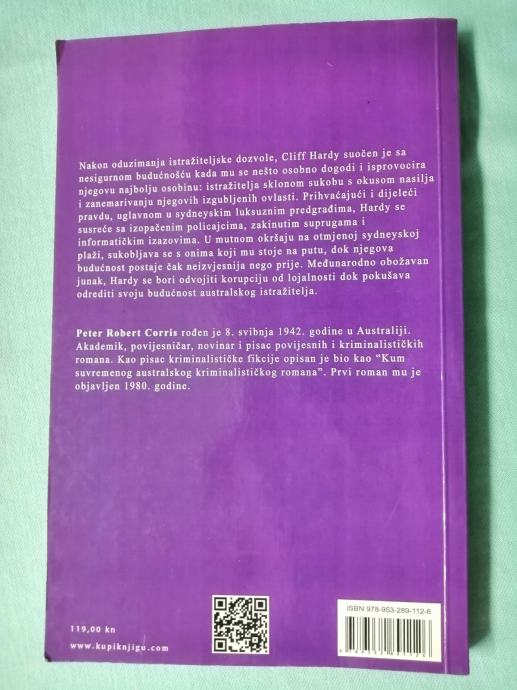 Nakon oduzimanja istražiteljske dozvole, Cliff Hardy suočen je sa
nesigurnom budućnošću kada mu se nešto osobno dogodi i isprovocira
njegovu najbolju osobinu: istražitelja sklonom sukobu s okusom nasilja
i zanemarivanju njegovih izgubljenih ovlasti. Prihvaćajući i dijeleći
pravdu, uglavnom u sydneyskim luksuznim predgrađima, Hardy se
susreće sa izopačenim policajcima, zakinutim suprugama i
informatičkim izazovima. U mutnom okršaju na otmjenoj sydneyskoj
plaži, sukobljava se s onima koji mu stoje na putu, dok njegova
budućnost postaje čak neizvjesnija nego prije. Međunarodno obožavan
junak, Hardy se bori odvojiti korupciju od lojalnosti dok pokušava
odrediti svoju budućnost australskog istražitelja.
Peter Robert Corris rođen je 8. svibnja 1942. godine u Australiji.
Akademik, povijesničar, novinar i pisac povijesnih i kriminalističkih
romana. Kao pisac kriminalističke fikcije opisan je bio kao “Kum
suvremenog australskog kriminalističkog romana”. Prvi roman mu je
objavljen 1980. godine.
119,00 kn
www.kupiknjigu.com
ISBN 978-953-289-112-6